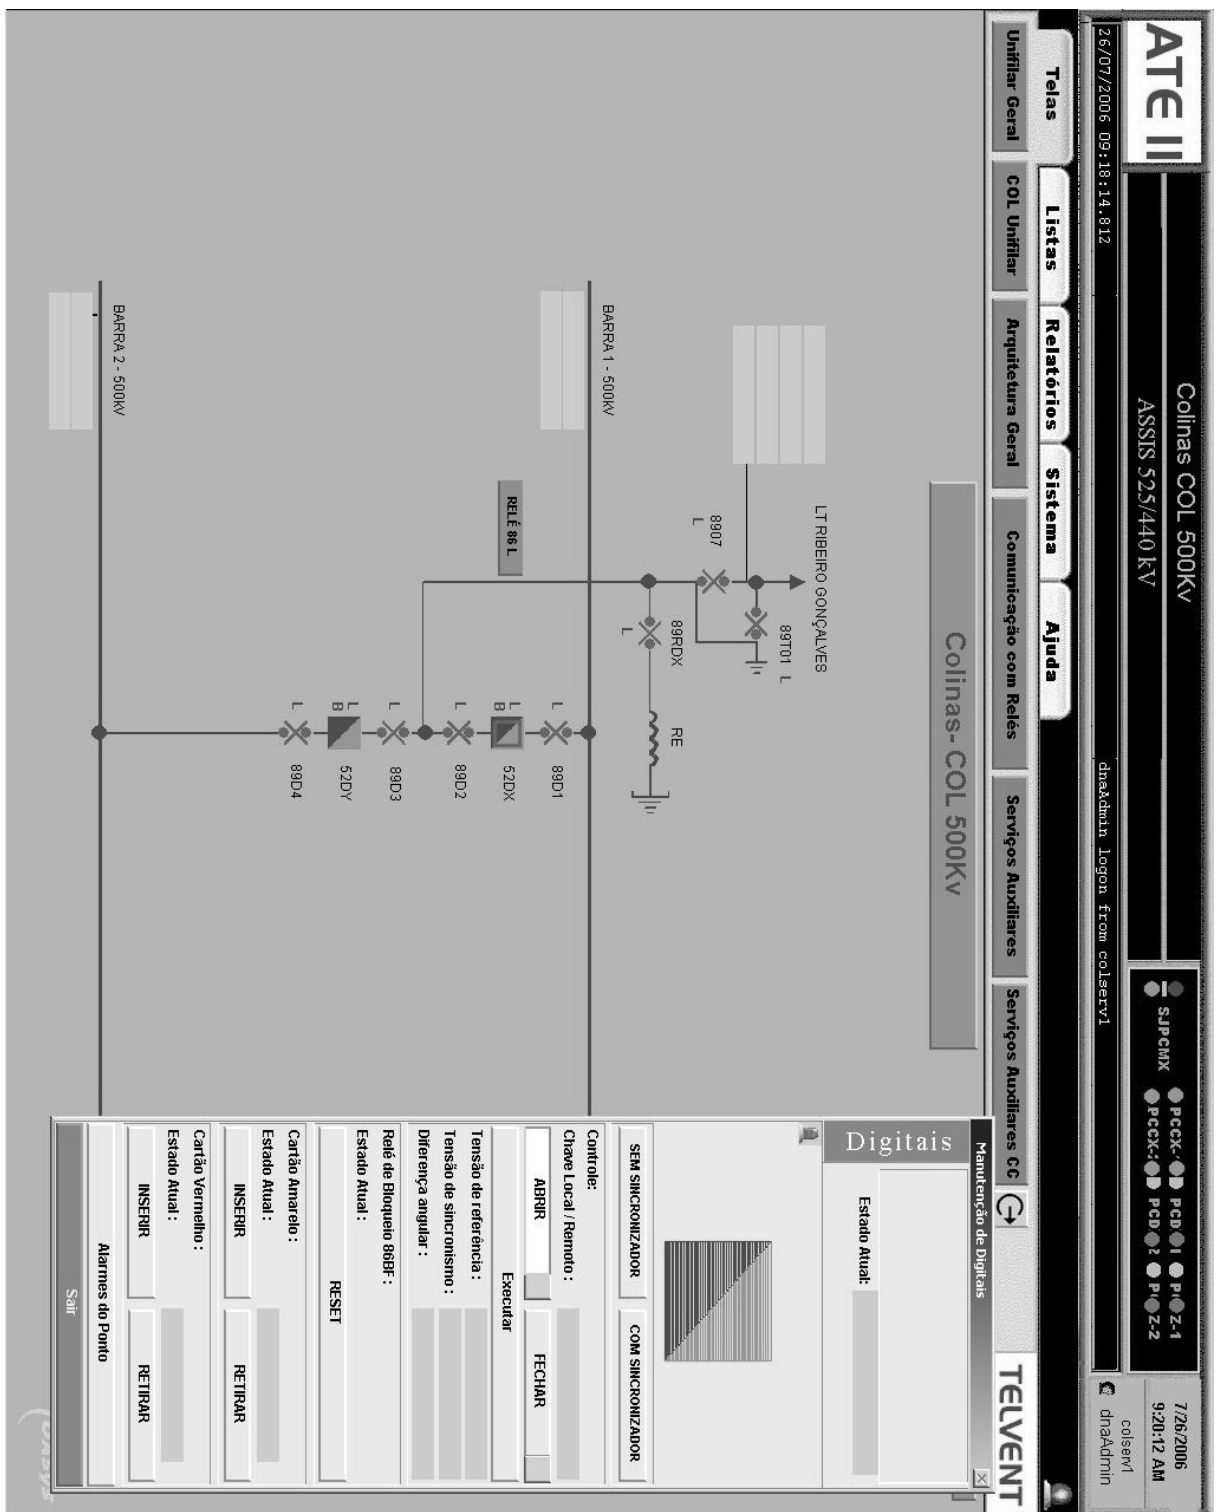 ATE II
Colinas COL 500Kv
ASSIS 525/440 kV
SJPCMX
7/26/2006
9:20:12 AM
colserv1
dnaAdmin
26/07/2006 09:18:14.812
dnaAdmin logon from colserv1
Telas
Listas
Relatórios
Sistema
Ajuda
TELVENT
Unifilar Geral
COL Unifilar
Arquitetura Geral
Comunicação com Relés
Serviços Auxiliares
Serviços Auxiliares CC
Colinas- COL 500Kv
LT RIBEIRO GONÇALVES
89T01 L
8907
L
89RDX
L
RE
BARRA 1 - 500kV
RELÉ 86 L
L
89D1
L
B
52DX
L
89D2
L
89D3
L
B
52DY
L
89D4
BARRA 2 - 500kV
Manutenção de Digitais
Digitais
Estado Atual:
SEM SINCRONIZADOR
COM SINCRONIZADOR
Controle:
Chave Local / Remoto :
ABRIR
FECHAR
Executar
Tensão de referência :
Tensão de sincronismo :
Diferença angular :
Relé de Bloqueio 86BF :
Estado Atual :
RESET
Cartão Amarelo :
Estado Atual :
INSERIR
RETIRAR
Cartão Vermelho :
Estado Atual :
INSERIR
RETIRAR
Alarmes do Ponto
Sair